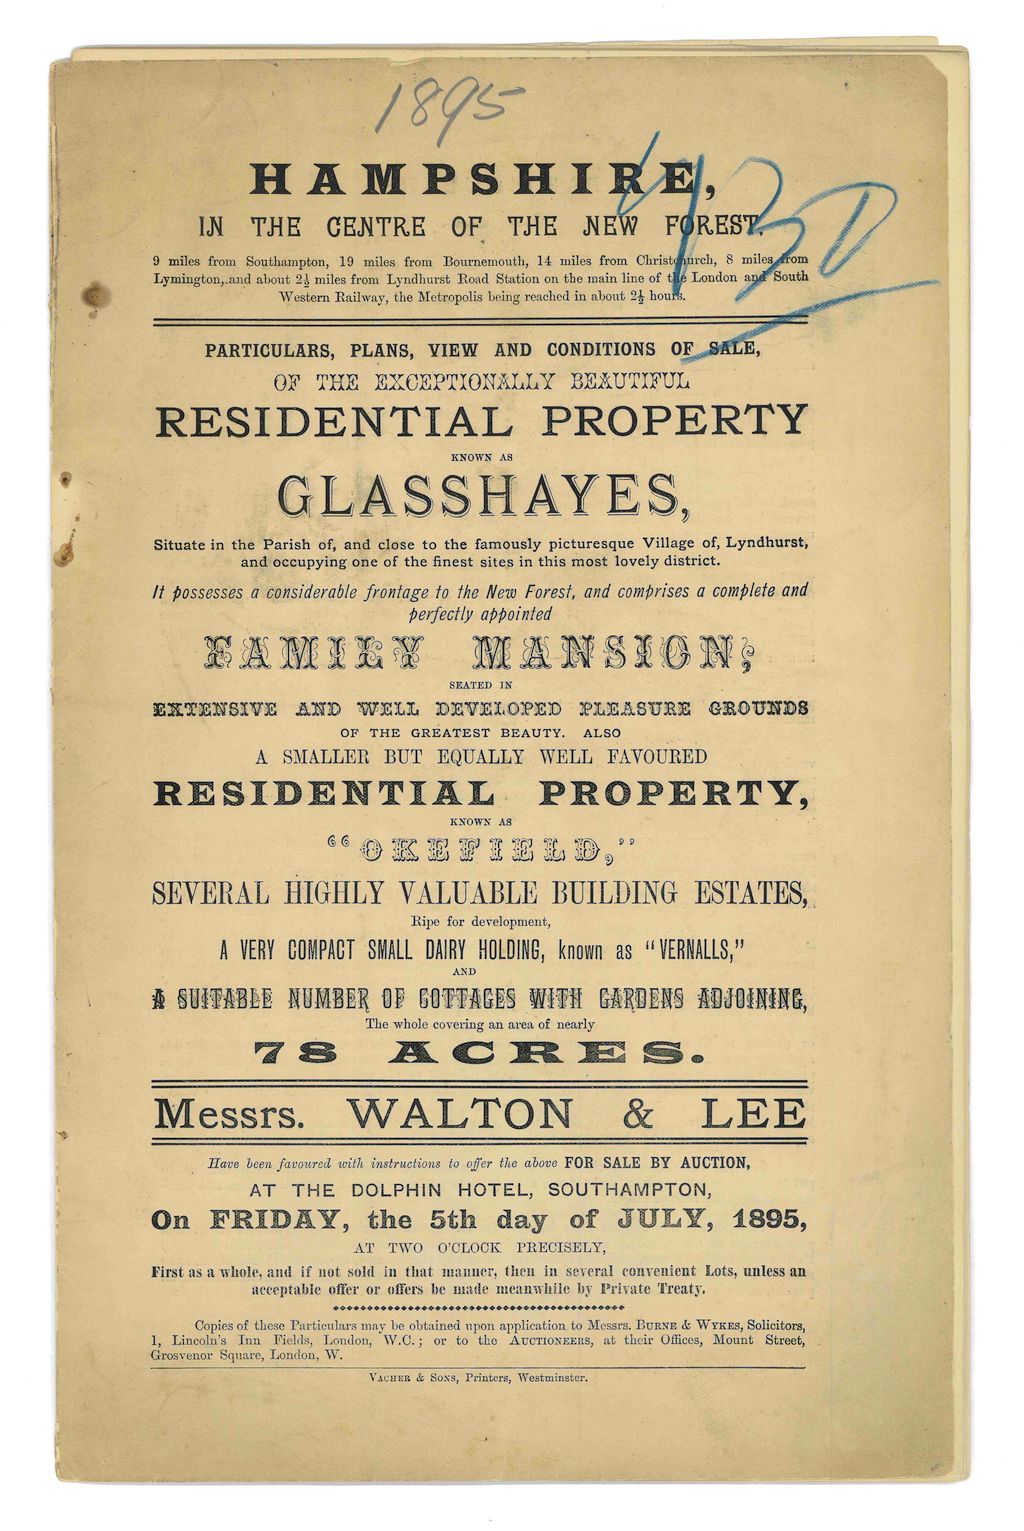 1895
430
HAMPSHIRE,
IN THE CENTRE OF THE NEW FOREST,
9 miles from Southampton, 19 miles from Bournemouth, 14 miles from Christchurch, 8 miles from
Lymington, and about 2½ miles from Lyndhurst Road Station on the main line of the London and South
Western Railway, the Metropolis being reached in about 2½ hours.
PARTICULARS, PLANS, VIEW AND CONDITIONS OF SALE,
OF THE EXCEPTIONALLY BEAUTIFUL
RESIDENTIAL PROPERTY
KNOWN AS
GLASSHAYES,
Situate in the Parish of, and close to the famously picturesque Village of, Lyndhurst,
and occupying one of the finest sites in this most lovely district.
It possesses a considerable frontage to the New Forest, and comprises a complete and
perfectly appointed
FAMILY MANSION;
SEATED IN
EXTENSIVE AND WELL DEVELOPED PLEASURE GROUNDS
OF THE GREATEST BEAUTY. ALSO
A SMALLER BUT EQUALLY WELL FAVOURED
RESIDENTIAL PROPERTY,
KNOWN AS
“OKEFIELD,”
SEVERAL HIGHLY VALUABLE BUILDING ESTATES,
Ripe for development,
A VERY COMPACT SMALL DAIRY HOLDING, known as “VERNALLS,”
AND
A SUITABLE NUMBER OF COTTAGES WITH GARDENS ADJOINING,
The whole covering an area of nearly
78 ACRES.
Messrs. WALTON & LEE
Have been favoured with instructions to offer the above FOR SALE BY AUCTION,
AT THE DOLPHIN HOTEL, SOUTHAMPTON,
On FRIDAY, the 5th day of JULY, 1895,
AT TWO O'CLOCK PRECISELY,
First as a whole, and if not sold in that manner, then in several convenient Lots, unless an
acceptable offer or offers be made meanwhile by Private Treaty.
Copies of these Particulars may be obtained upon application to Messrs. BURNE & WYKES, Solicitors,
1, Lincoln's Inn Fields, London, W.C.; or to the AUCTIONEERS, at their Offices, Mount Street,
Grosvenor Square, London, W.
VACHER & SONS, Printers, Westminster.